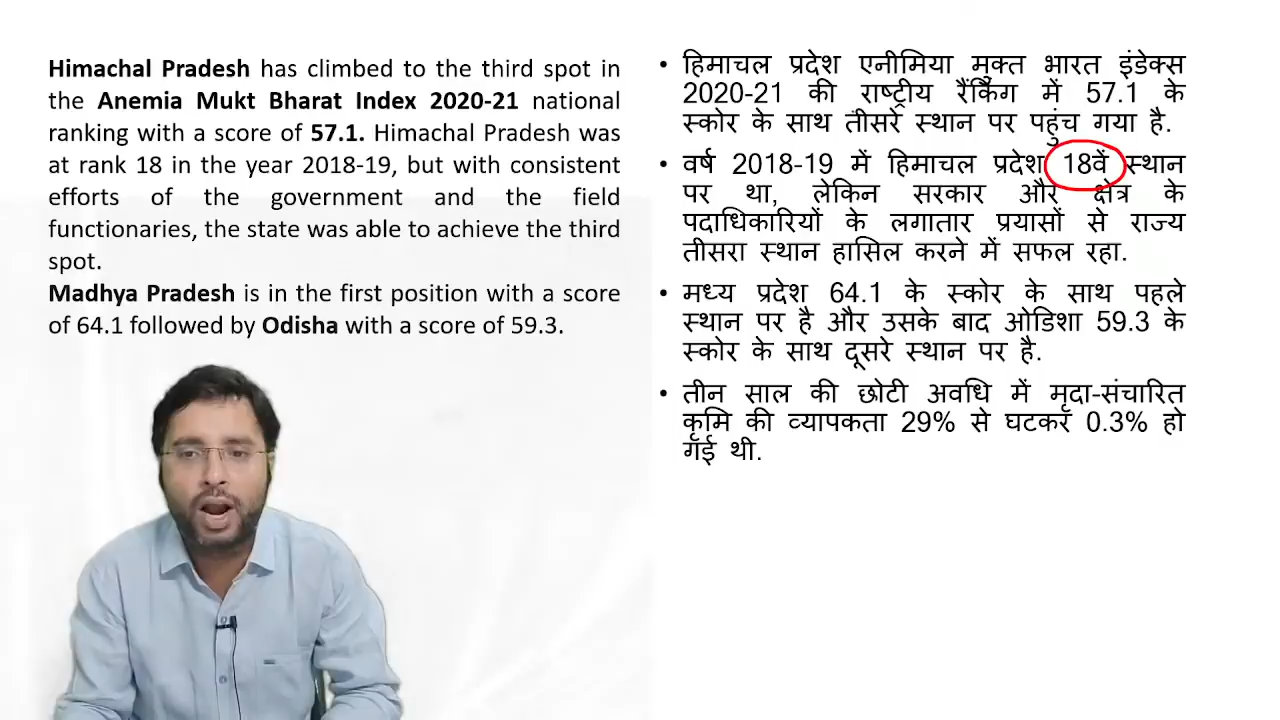 Himachal Pradesh has climbed to the third spot in
the Anemia Mukt Bharat Index 2020-21 national
ranking with a score of 57.1. Himachal Pradesh was
at rank 18 in the year 2018-19, but with consistent
efforts of the government and the field
functionaries, the state was able to achieve the third
spot.
Madhya Pradesh is in the first position with a score
of 64.1 followed by Odisha with a score of 59.3.
• हिमाचल प्रदेश एनीमिया मुक्त भारत इंडेक्स
2020-21 की राष्ट्रीय रैंकिंग में 57.1 के
स्कोर के साथ तीसरे स्थान पर पहुंच गया है.
• वर्ष 2018-19 में हिमाचल प्रदेश 18वें स्थान
पर था, लेकिन सरकार और क्षेत्र के
पदाधिकारियों के लगातार प्रयासों से राज्य
तीसरा स्थान हासिल करने में सफल रहा.
• मध्य प्रदेश 64.1 के स्कोर के साथ पहले
स्थान पर है और उसके बाद ओडिशा 59.3 के
स्कोर के साथ दूसरे स्थान पर है.
• तीन साल की छोटी अवधि में मृदा-संचारित
कृमि की व्यापकता 29% से घटकर 0.3% हो
गई थी.